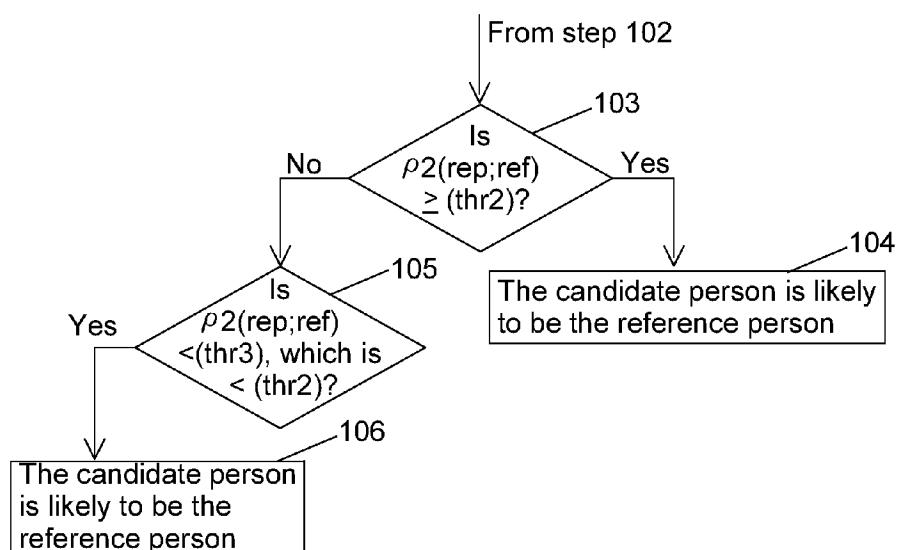 From step 102
103
Is
ρ2(rep;ref)
≥ (thr2)?
No
Yes
104
The candidate person is likely
to be the reference person
105
Is
ρ2(rep;ref)
<(thr3), which is
< (thr2)?
Yes
106
The candidate person
is likely to be the
reference person